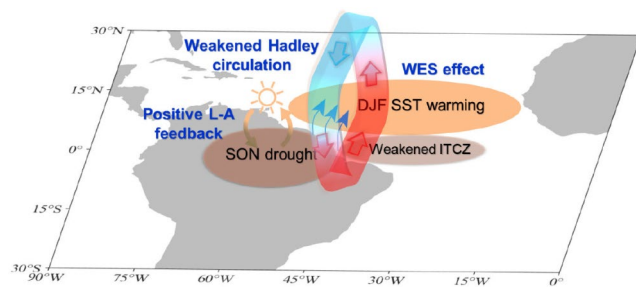 30°N
Weakened Hadley
circulation
WES effect
15°N
DJF SST warming
Positive L-A
feedback
0°
SON drought
Weakened ITCZ
15°S
30°S
90°W
75°W
60°W
45°W
30°W
15°W
0°